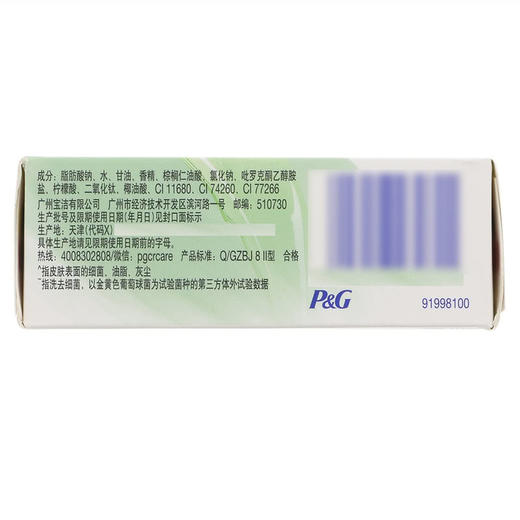 成分：脂肪酸钠、水、甘油、香精、棕榈仁油酸、氯化钠、吡罗克酮乙醇胺
盐、柠檬酸、二氧化钛、椰油酸、CI 11680、CI 74260、CI 77266
广州宝洁有限公司 广州市经济技术开发区滨河路一号 邮编：510730
生产批号及限期使用日期(年月日)见封口面标示
生产地：天津(代码X)
具体生产地请见限期使用日期前的字母。
热线：4008302808/微信：pgcrcare 产品标准：Q/GZBJ 8 II型 合格
^指皮肤表面的细菌，油脂，灰尘
^指洗去细菌，以金黄色葡萄球菌为试验菌种的第三方体外试验数据
P&G
91998100